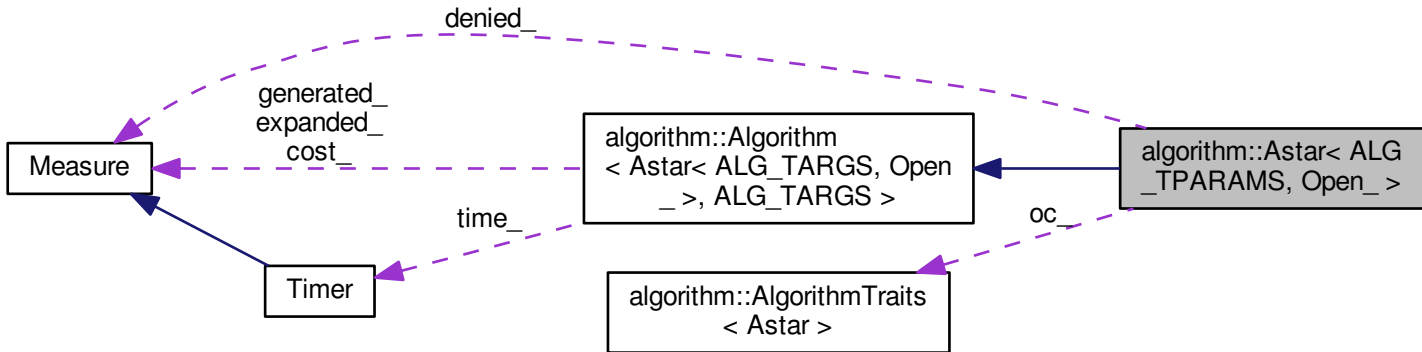 denied_
generated_
expanded_
cost_
Measure
algorithm::Algorithm
< Astar< ALG_TARGS, Open
_ >, ALG_TARGS >
algorithm::Astar< ALG
_TPARAMS, Open_ >
time_
oc_
Timer
algorithm::AlgorithmTraits
< Astar >